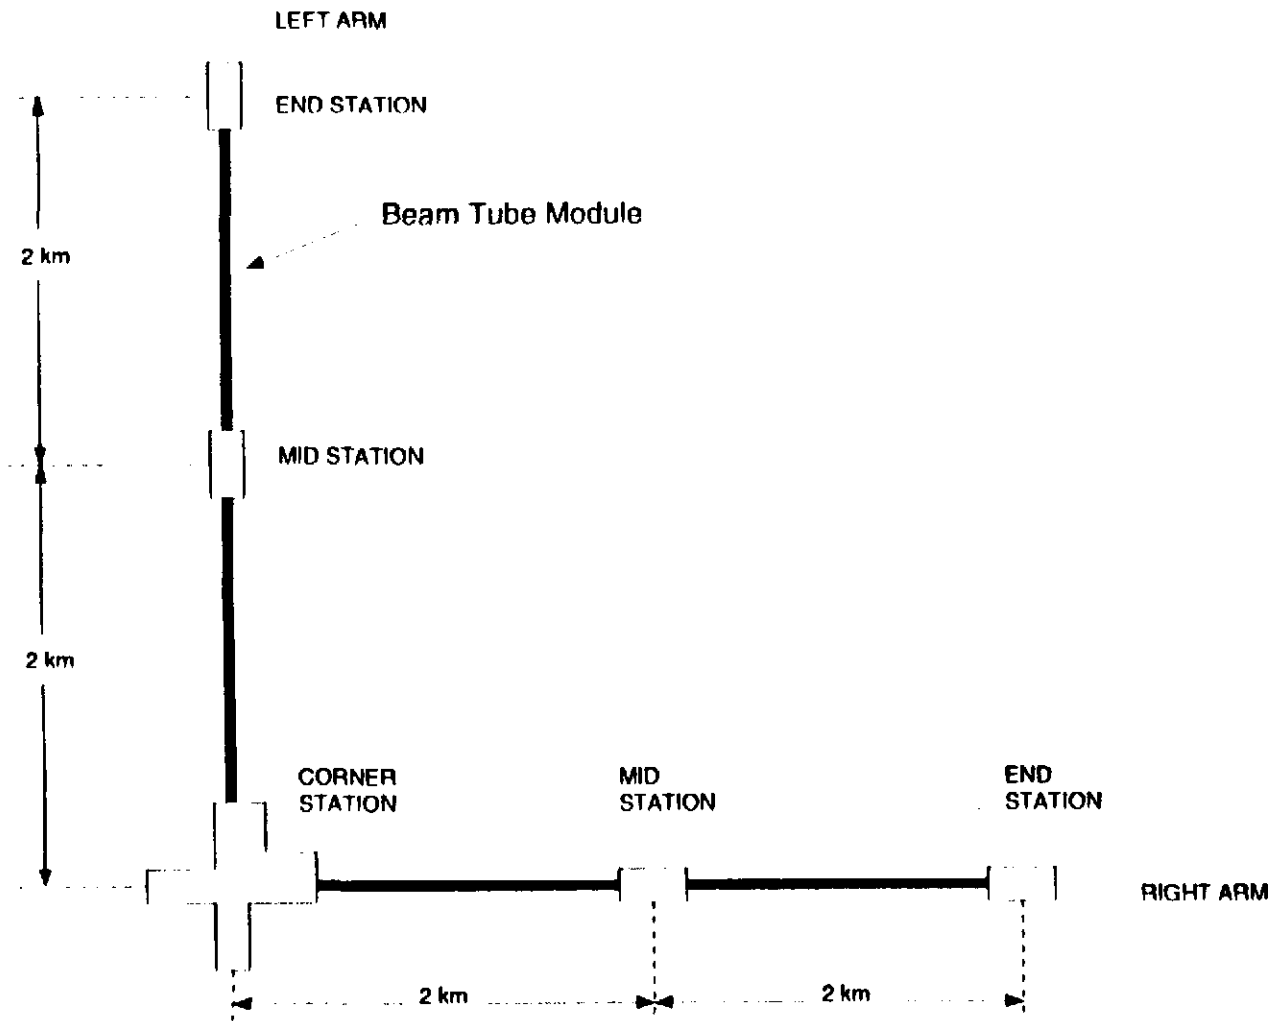 LEFT ARM
END STATION
Beam Tube Module
2 km
MID STATION
2 km
CORNER
STATION
MID
STATION
END
STATION
RIGHT ARM
2 km
2 km